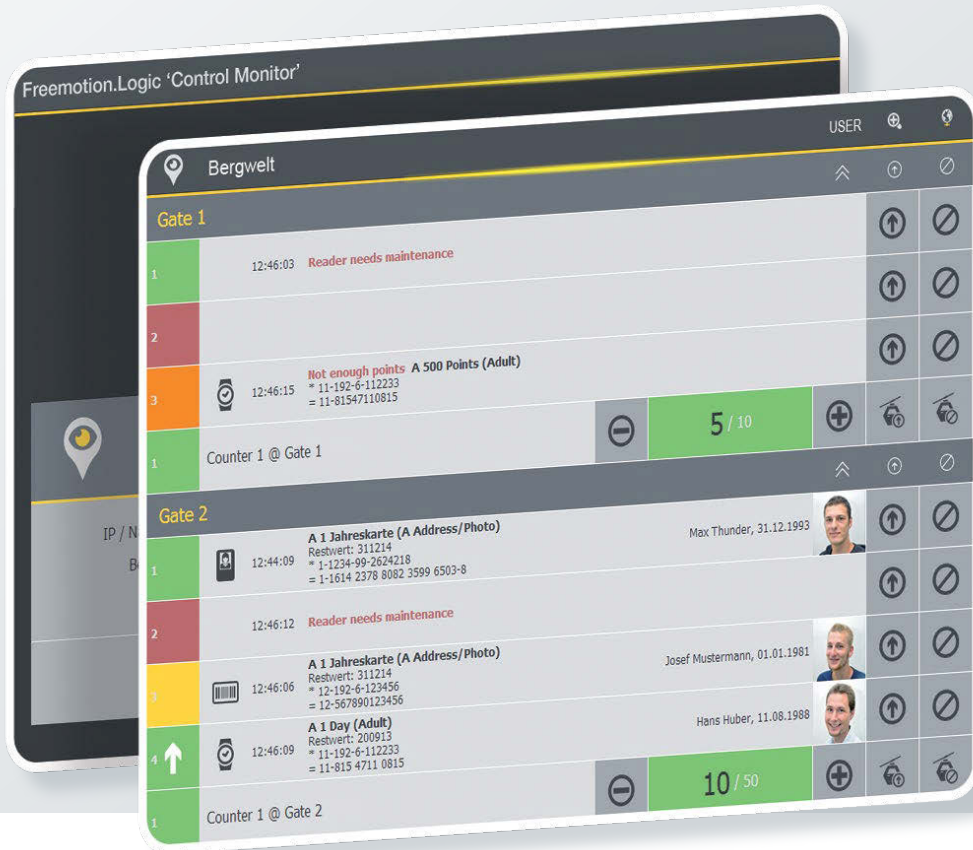 Freemotion.Logic 'Control Monitor'
Bergwelt
USER
Gate 1
1
12:46:03 Reader needs maintenance
2
3
12:46:15 Not enough points A 500 Points (Adult)
* 11-192-6-112233
= 11-81547110815
1
Counter 1 @ Gate 1
5 / 10
Gate 2
1
12:44:09 A 1 Jahreskarte (A Address/Photo)
Restwert: 311214
* 1-1234-99-2624218
= 1-1614 2378 8082 3599 6503-8
Max Thunder, 31.12.1993
2
12:46:12 Reader needs maintenance
3
12:46:06 A 1 Jahreskarte (A Address/Photo)
Restwert: 311214
* 12-192-6-123456
= 12-567890123456
Josef Mustermann, 01.01.1981
4
12:46:09 A 1 Day (Adult)
Restwert: 200913
* 11-192-6-112233
= 11-815 4711 0815
Hans Huber, 11.08.1988
1
Counter 1 @ Gate 2
10 / 50
IP /